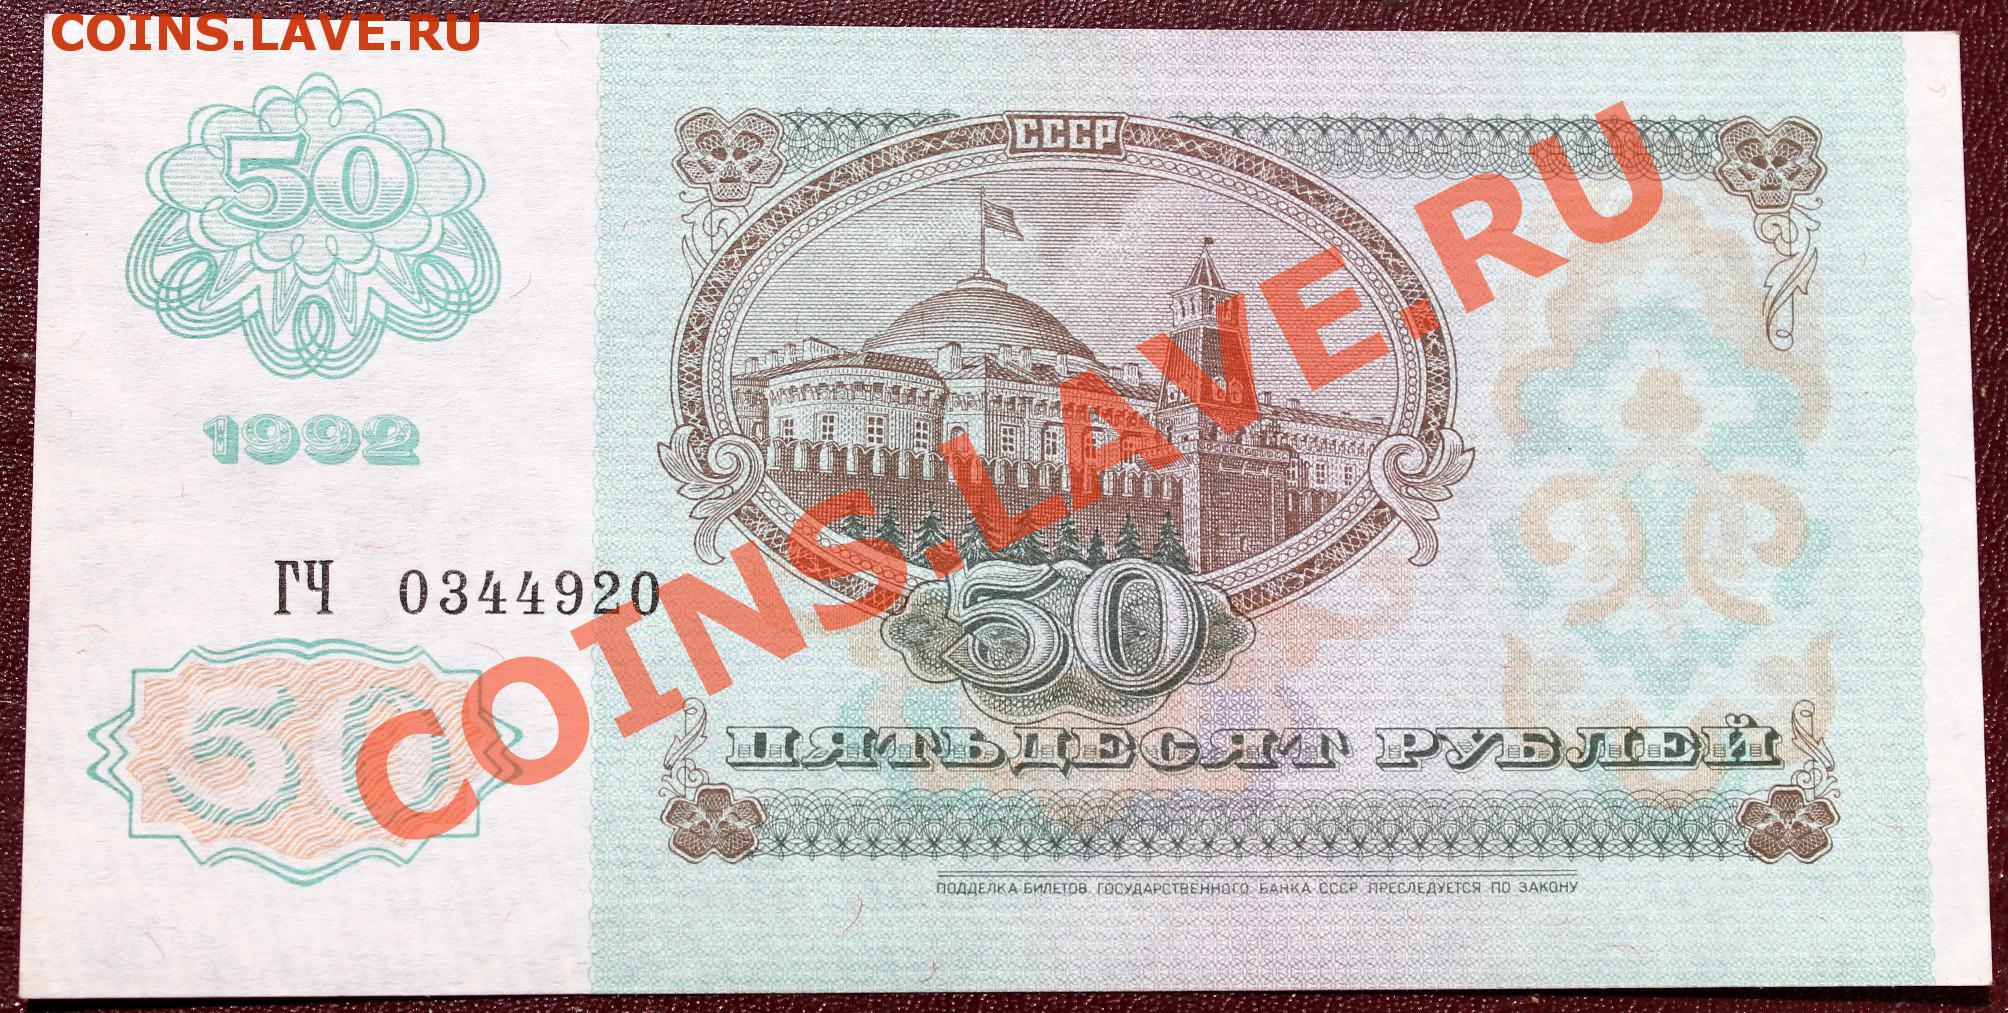 COINS.LAVE.RU
50
СССР
1992
ГЧ 0344920
50
50
ПЯТЬДЕСЯТ РУБЛЕЙ
ПОДДЕЛКА БИЛЕТОВ ГОСУДАРСТВЕННОГО БАНКА СССР ПРЕСЛЕДУЕТСЯ ПО ЗАКОНУ
COINS.LAVE.RU